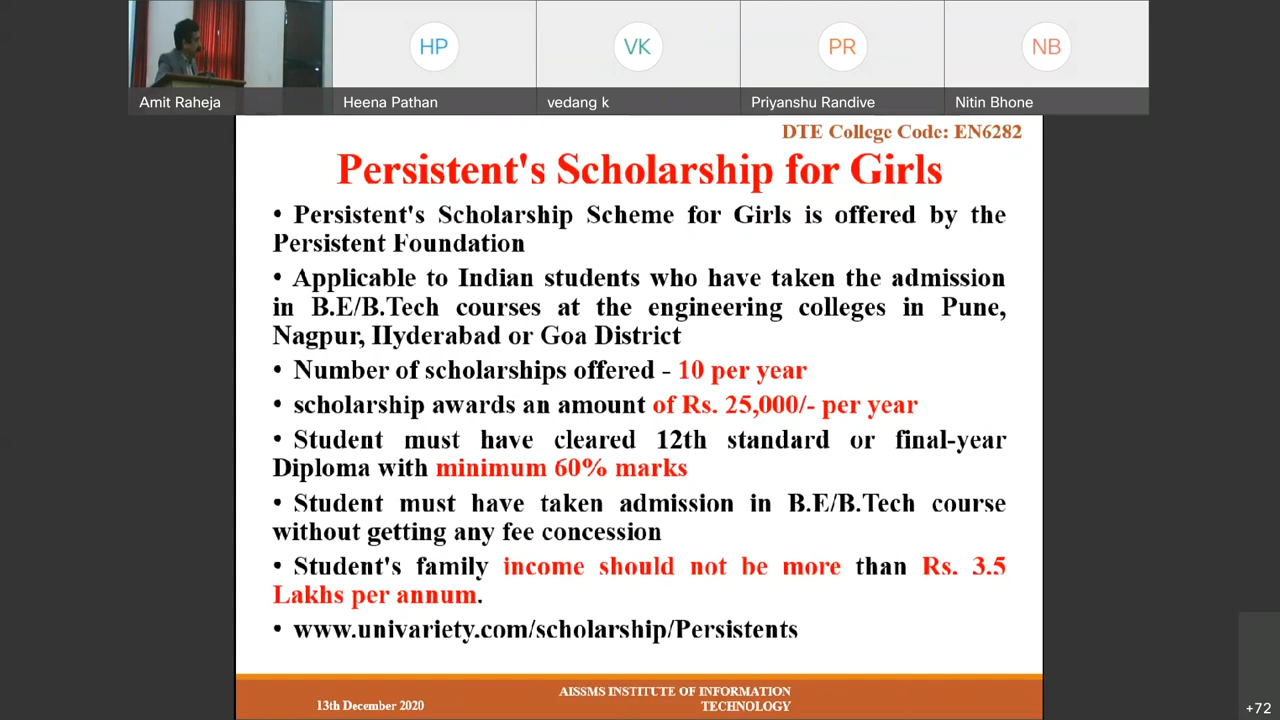 HP
VK
PR
NB
Amit Raheja
Heena Pathan
vedang k
Priyanshu Randive
Nitin Bhone
DTE College Code: EN6282
Persistent's Scholarship for Girls
• Persistent's Scholarship Scheme for Girls is offered by the
Persistent Foundation
• Applicable to Indian students who have taken the admission
in B.E/B.Tech courses at the engineering colleges in Pune,
Nagpur, Hyderabad or Goa District
• Number of scholarships offered - 10 per year
• scholarship awards an amount of Rs. 25,000/- per year
• Student must have cleared 12th standard or final-year
Diploma with minimum 60% marks
• Student must have taken admission in B.E/B.Tech course
without getting any fee concession
• Student's family income should not be more than Rs. 3.5
Lakhs per annum.
• www.univariety.com/scholarship/Persistents
13th December 2020
AISSMS INSTITUTE OF INFORMATION
TECHNOLOGY
+72